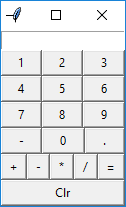 1 2 3
4 5 6
7 8 9
- 0 .
+ - * / =
Clr